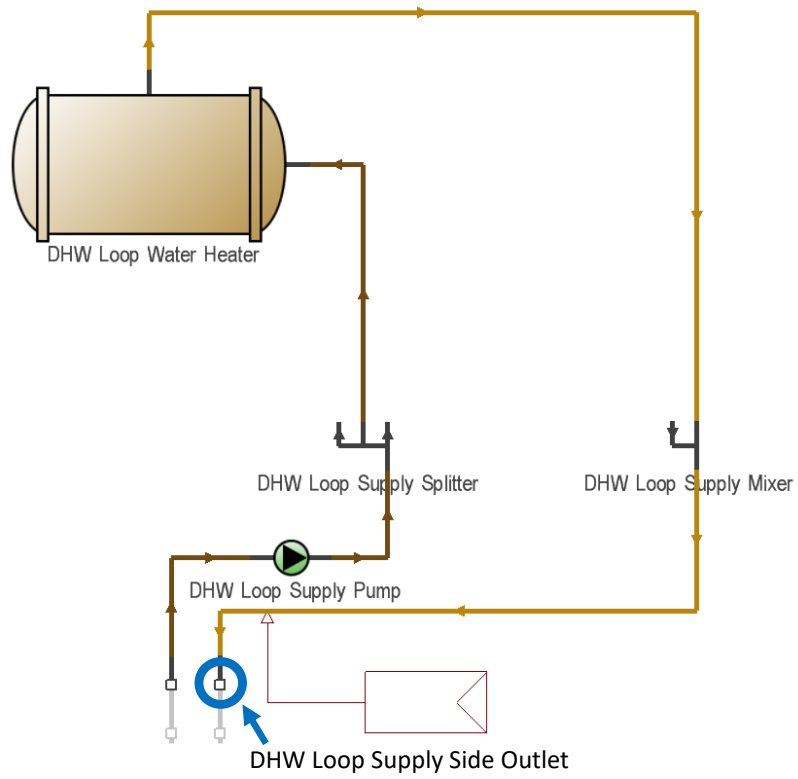 DHW Loop Water Heater
DHW Loop Supply Splitter
DHW Loop Supply Mixer
DHW Loop Supply Pump
DHW Loop Supply Side Outlet